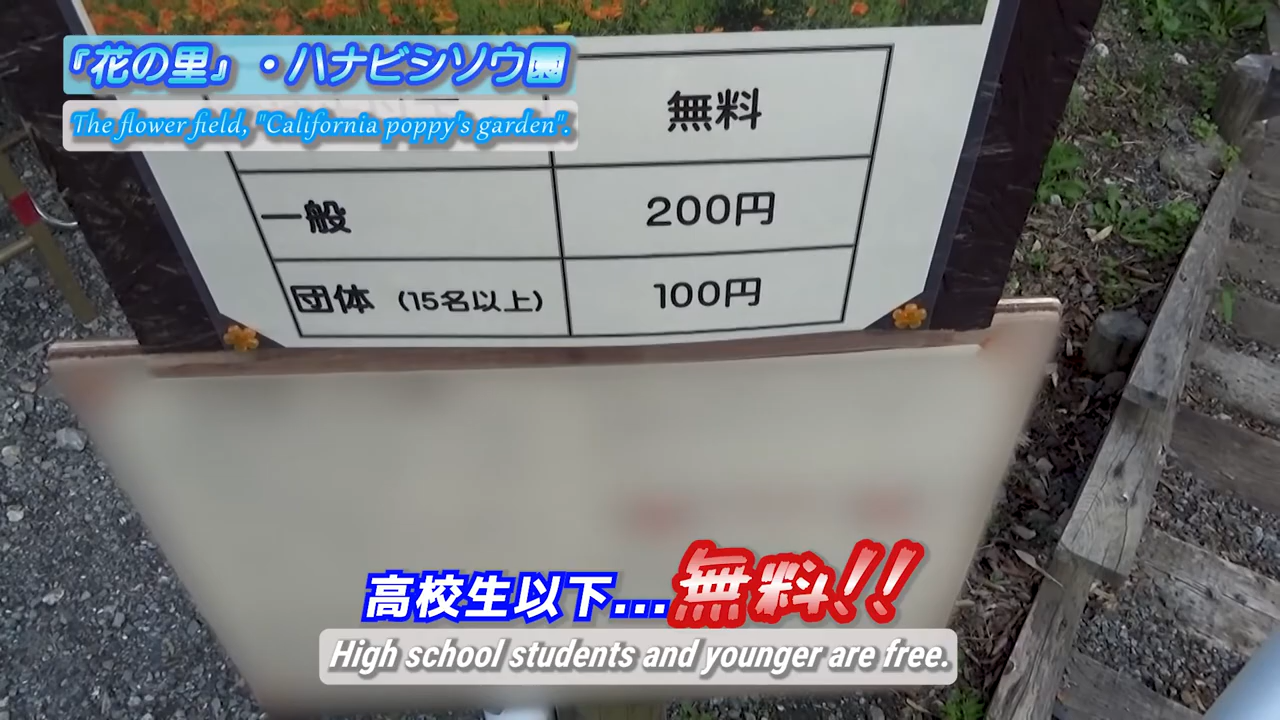 『花の里』・ハナビシソウ園
The flower field, "California poppy's garden".
無料
一般 200円
団体 (15名以上) 100円
高校生以下...無料!!
High school students and younger are free.